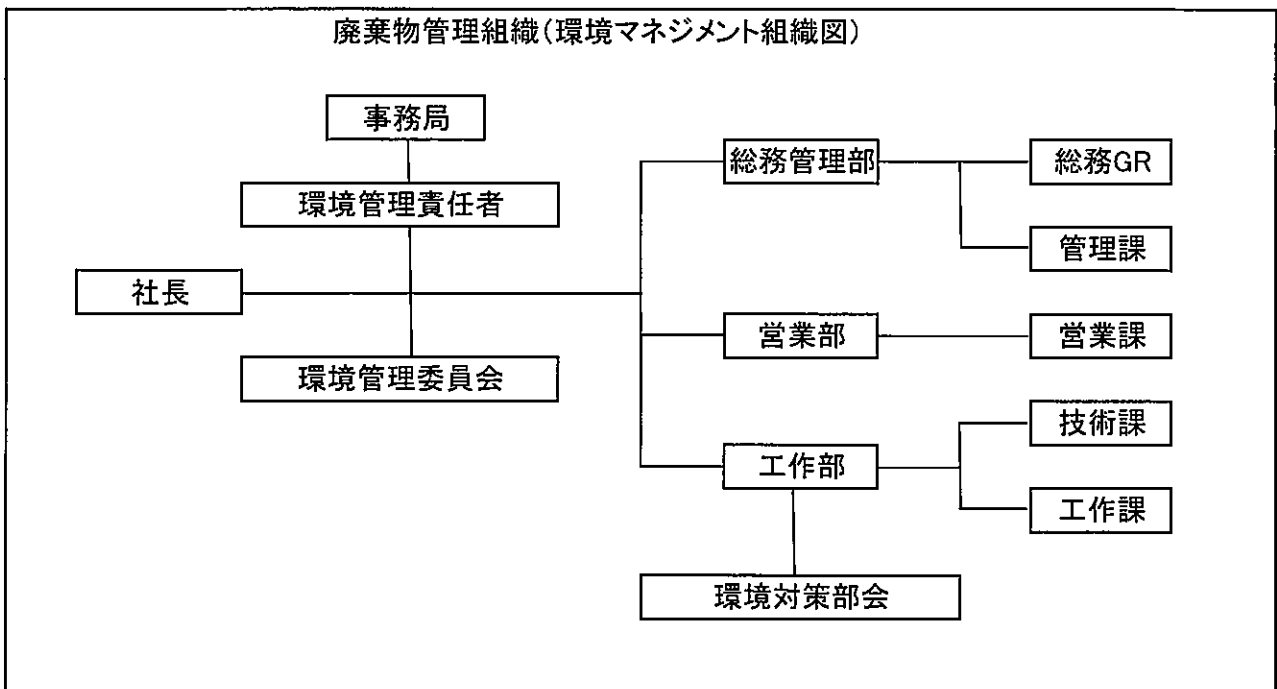 廃棄物管理組織(環境マネジメント組織図)
事務局
総務管理部
総務GR
環境管理責任者
管理課
社長
営業部
営業課
環境管理委員会
技術課
工作部
工作課
環境対策部会